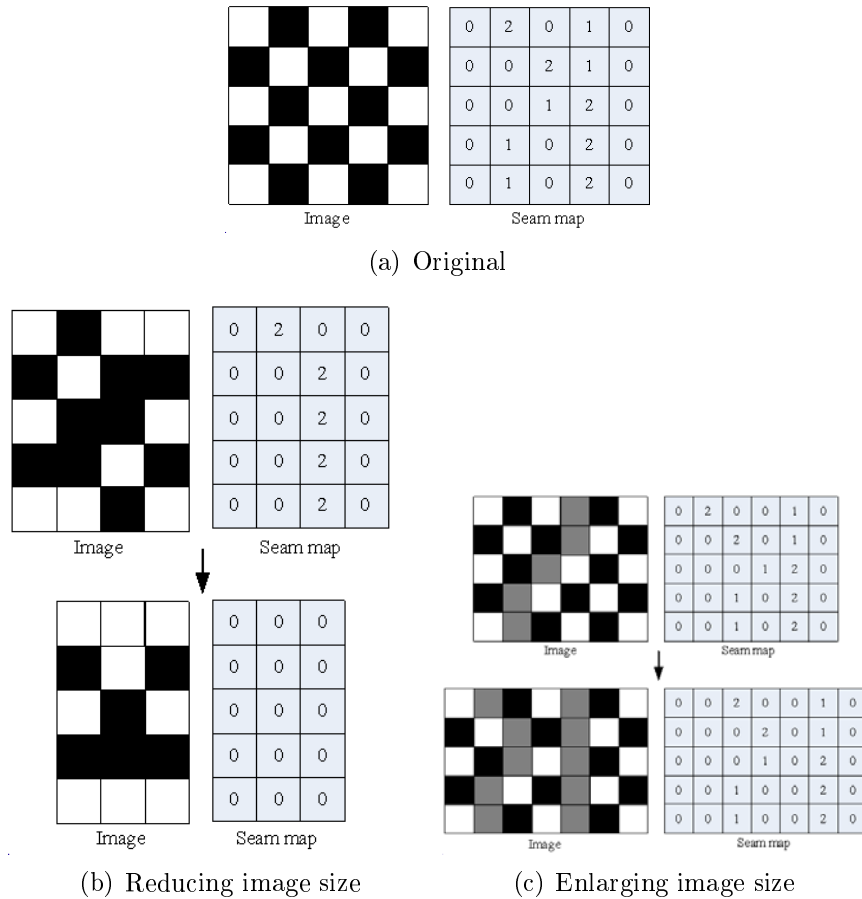 0 2 0 1 0
0 0 2 1 0
0 0 1 2 0
0 1 0 2 0
0 1 0 2 0
Image
Seam map
(a) Original
0 2 0 0
0 0 2 0
0 0 2 0
0 0 2 0
0 0 2 0
Image
Seam map
0 0 0
0 0 0
0 0 0
0 0 0
0 0 0
Image
Seam map
(b) Reducing image size
0 2 0 0 1 0
0 0 2 0 1 0
0 0 0 1 2 0
0 0 1 0 2 0
0 0 1 0 2 0
Image
Seam map
0 0 2 0 0 1 0
0 0 0 2 0 1 0
0 0 0 1 0 2 0
0 0 1 0 0 2 0
0 0 1 0 0 2 0
Image
Seam map
(c) Enlarging image size